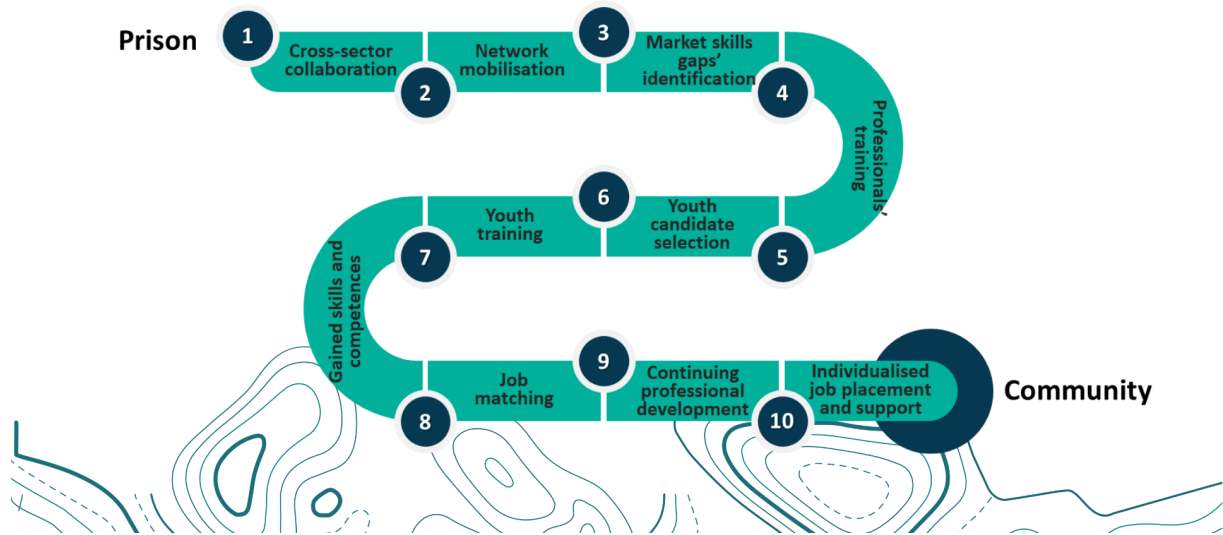 Prison
1
Cross-sector
collaboration
2
Network
mobilisation
3
Market skills
gaps’
identification
4
Professionals’
training
5
Youth
candidate
selection
6
Youth
training
7
Gained skills and
competences
8
Job
matching
9
Continuing
professional
development
10
Individualised
job placement
and support
Community